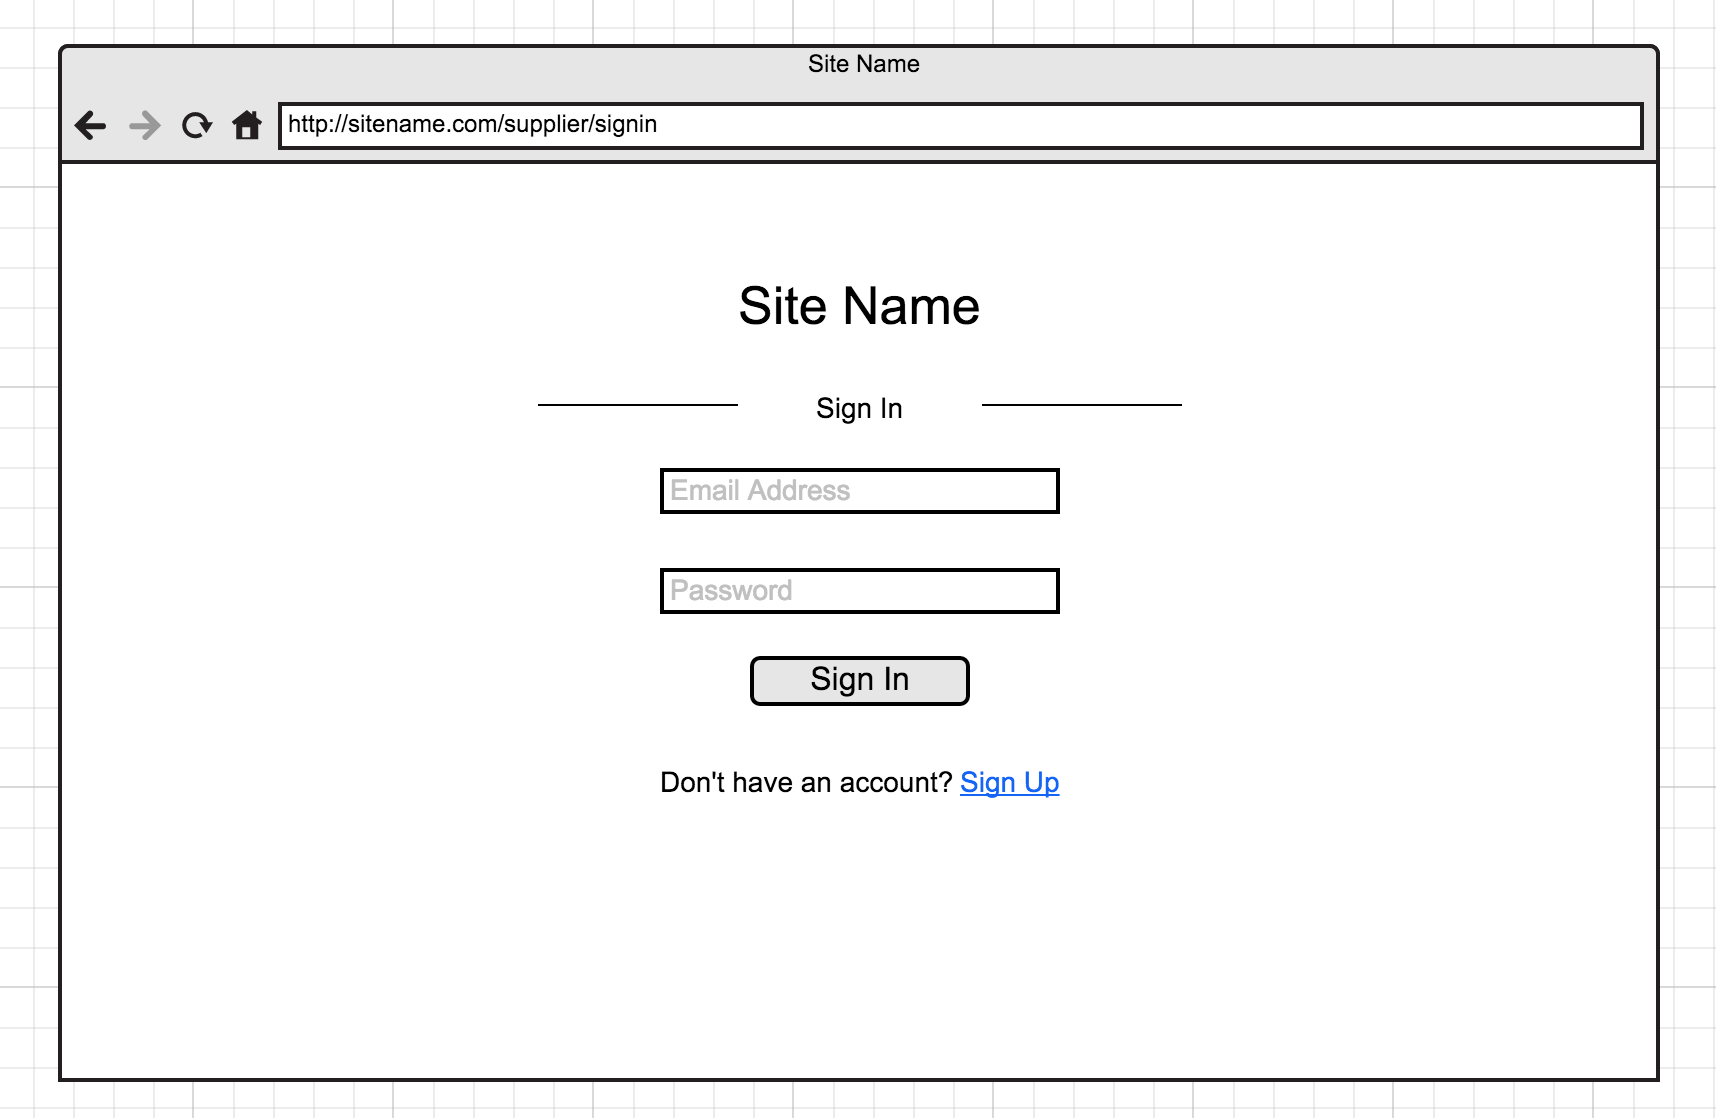 Site Name
http://sitename.com/supplier/signin
Site Name
Sign In
Email Address
Password
Sign In
Don't have an account? Sign Up